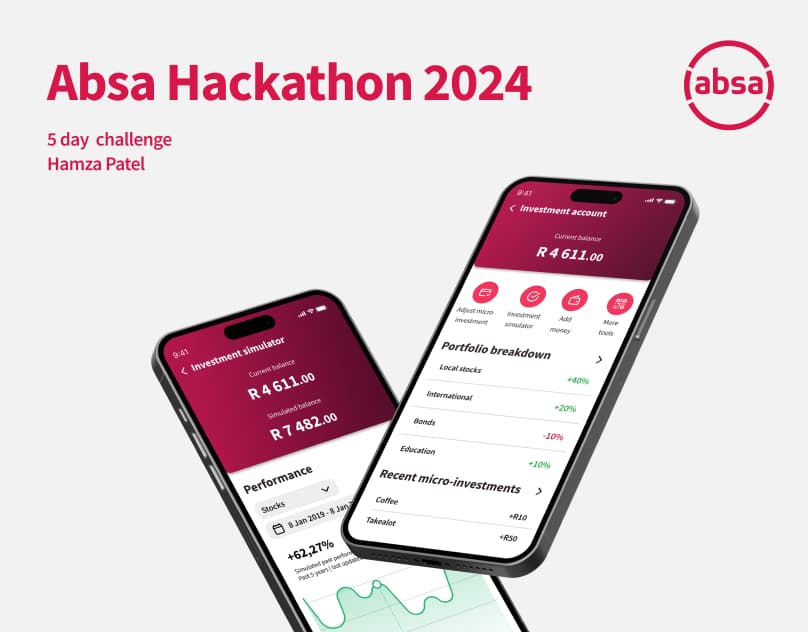 Absa Hackathon 2024
absa
5 day challenge
Hamza Patel
9:41
Investment account
Current balance
R 4 611.00
Adjust micro-
investment
Investment
simulator
Add
money
More
tools
Portfolio breakdown
Local stocks
+40%
International
+20%
Bonds
-10%
Education
+10%
Recent micro-investments
Coffee
+R10
Takealot
+R50
9:41
Investment simulator
Current balance
R 4 611.00
Simulated balance
R 7 482.00
Performance
Stocks
8 Jan 2019 - 8 Jan
+62,27%
Simulated past
Past 5 years | last